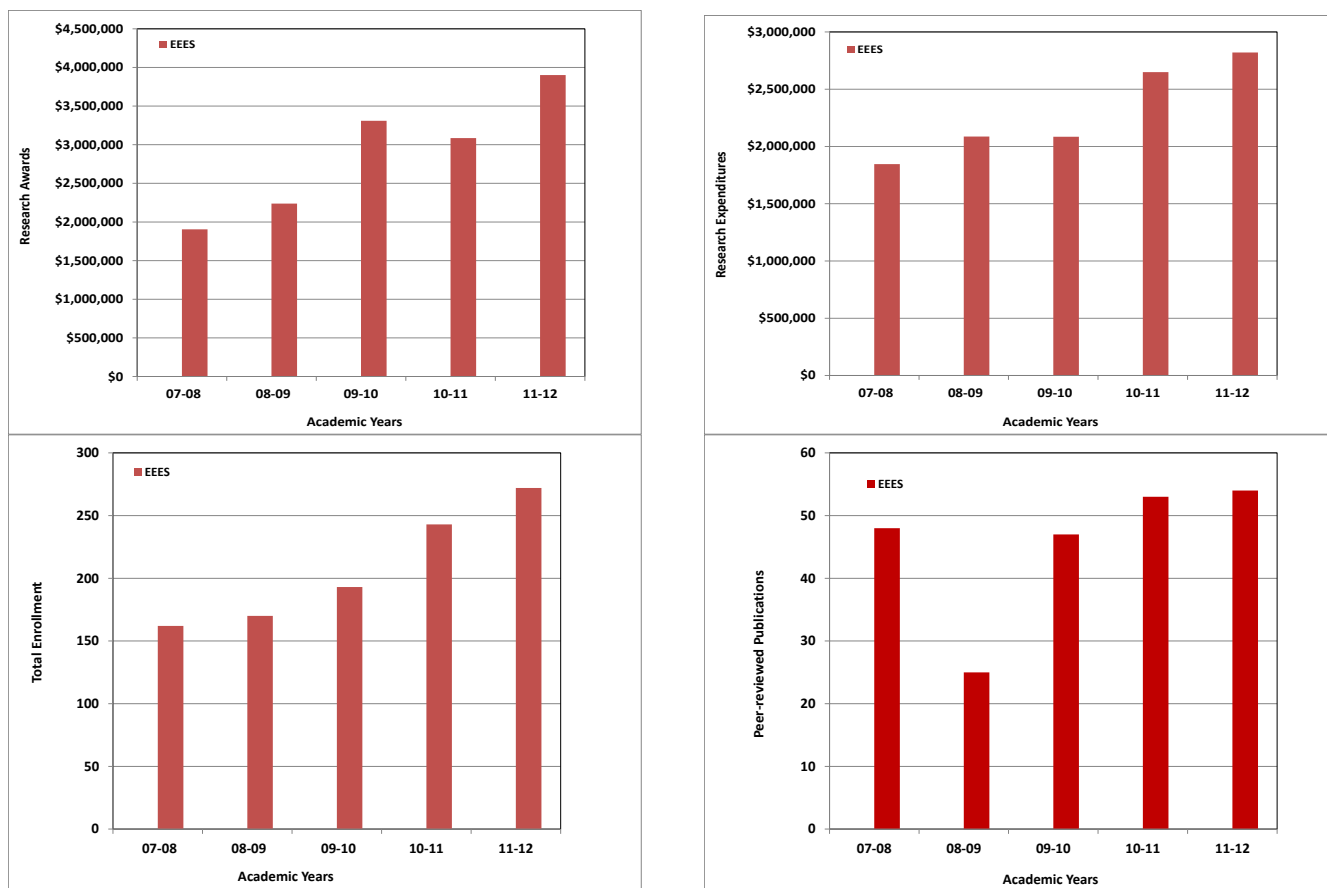 $4,500,000
$4,000,000
$3,500,000
$3,000,000
$2,500,000
$2,000,000
$1,500,000
$1,000,000
$500,000
$0
Research Awards
EEES
07-08 08-09 09-10 10-11 11-12
Academic Years
$3,000,000
$2,500,000
$2,000,000
$1,500,000
$1,000,000
$500,000
$0
Research Expenditures
EEES
07-08 08-09 09-10 10-11 11-12
Academic Years
300
250
200
150
100
50
0
Total Enrollment
EEES
07-08 08-09 09-10 10-11 11-12
Academic Years
60
50
40
30
20
10
0
Peer-reviewed Publications
EEES
07-08 08-09 09-10 10-11 11-12
Academic Years